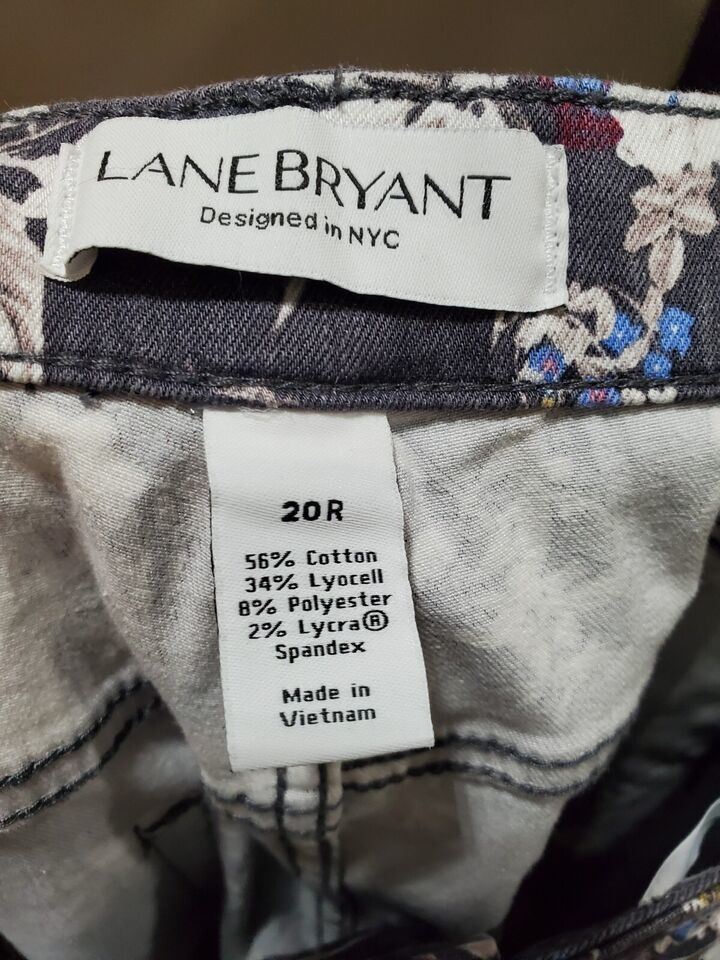 LANE BRYANT
Designed in NYC
20R
56% Cotton
34% Lyocell
8% Polyester
2% Lycra®
Spandex
Made in
Vietnam